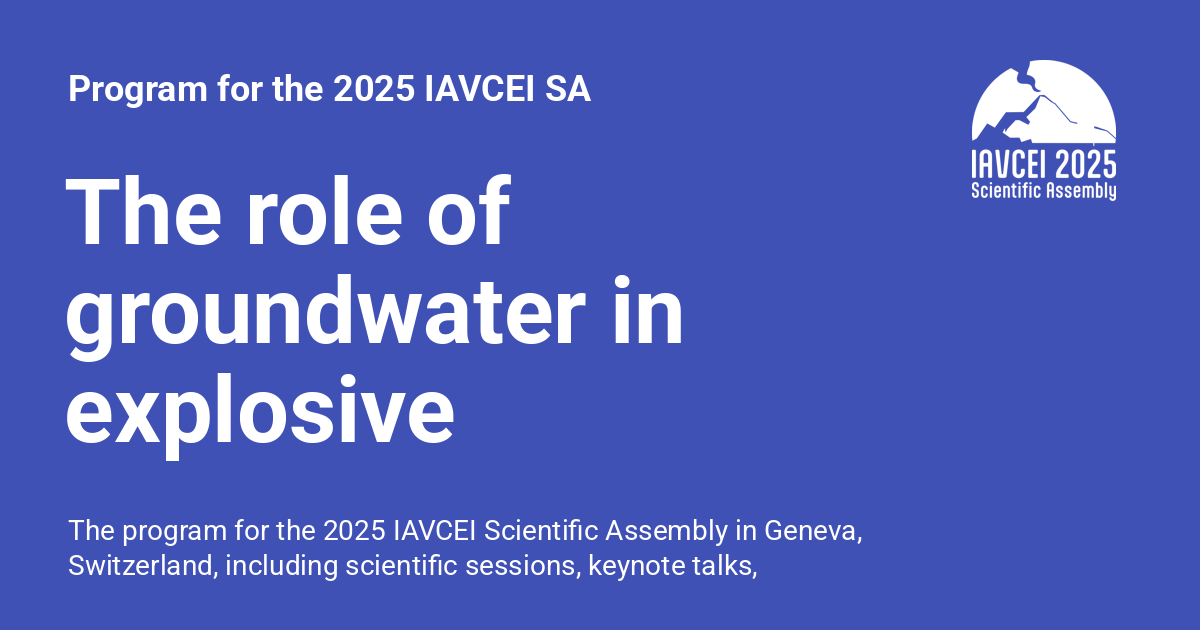 Program for the 2025 IAVCEI SA
IAVCEI 2025
Scientific Assembly
The role of
groundwater in
explosive
The program for the 2025 IAVCEI Scientific Assembly in Geneva,
Switzerland, including scientific sessions, keynote talks,